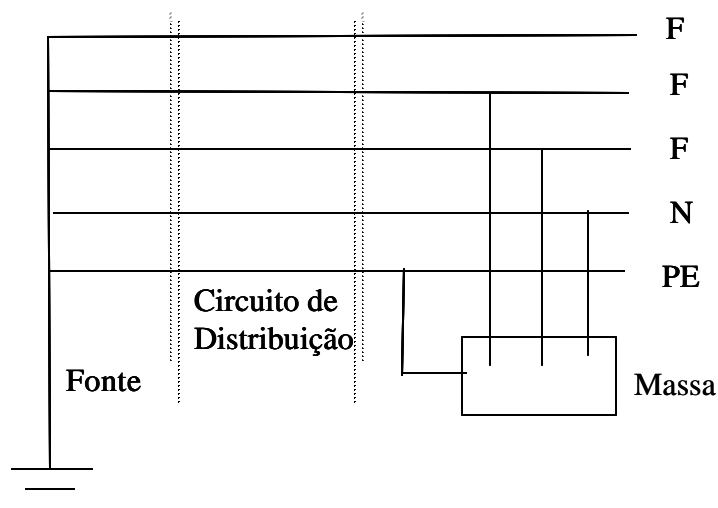 F
F
F
N
PE
Circuito de
Distribuição
Fonte
Massa